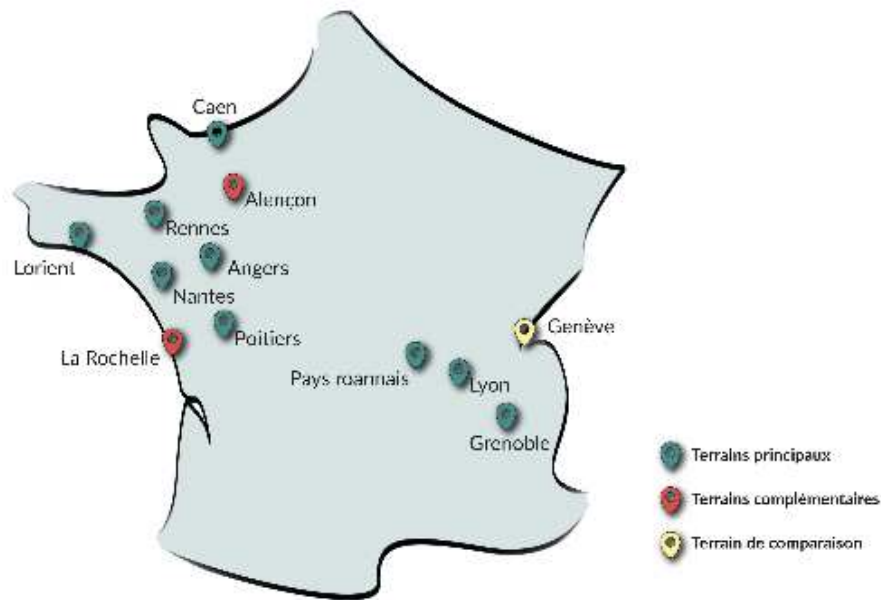 Caen
Alençon
Rennes
Lorient
Angers
Nantes
Poitiers
La Rochelle
Genève
Pays roannais
Lyon
Grenoble
Terrains principaux
Terrains complémentaires
Terrain de comparaison